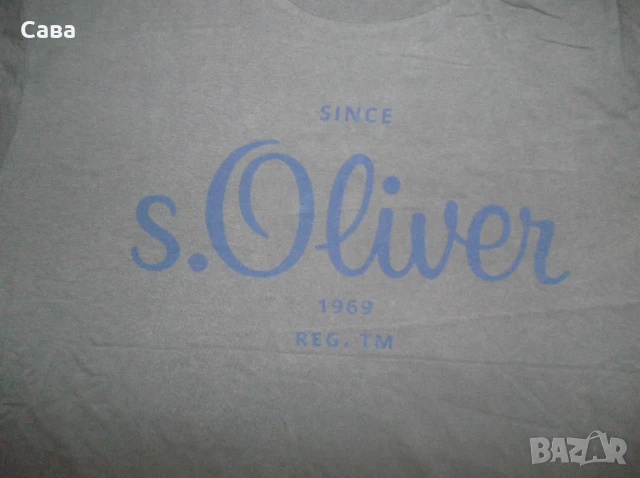 Сава
SINCE
s.Oliver
1969
REG. TM
BAZAR